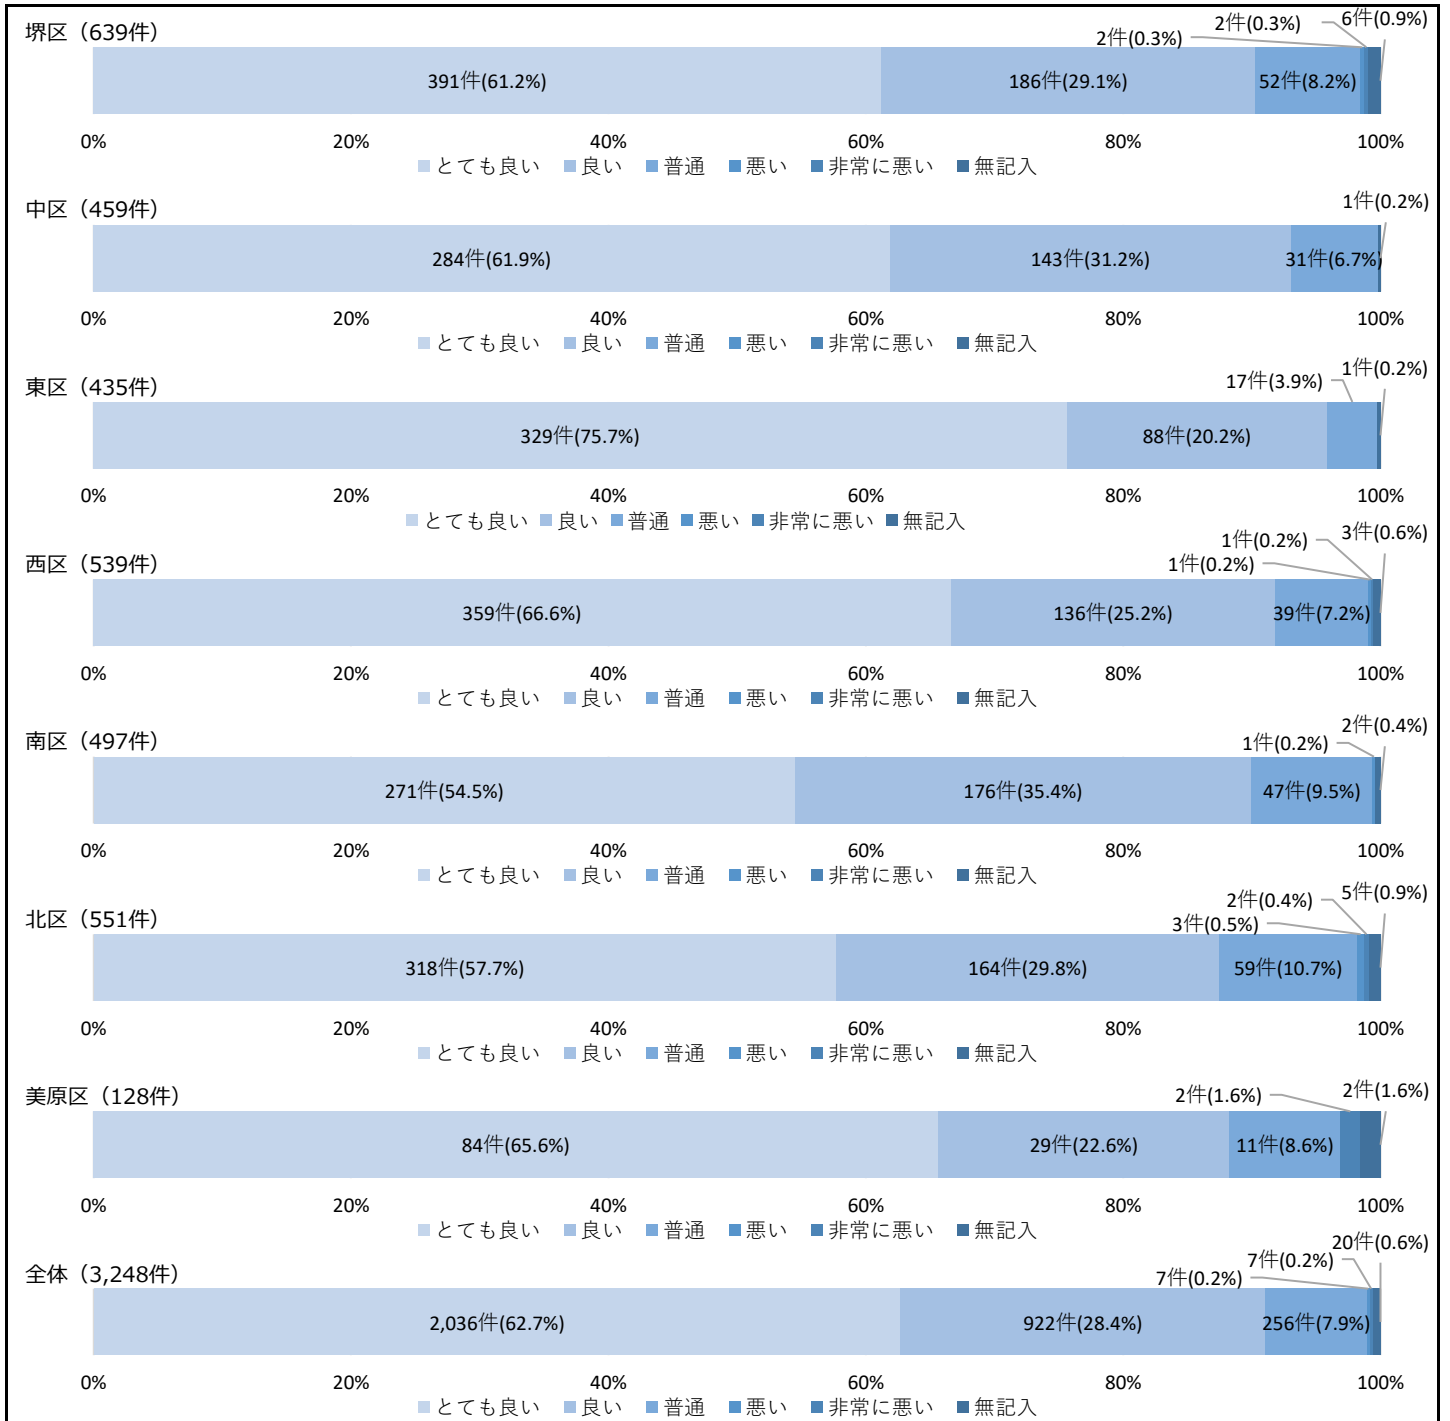 堺区（639件）
2件(0.3%) 2件(0.3%) 6件(0.9%)
391件(61.2%) 186件(29.1%) 52件(8.2%)
0% 20% 40% 60% 80% 100%
とても良い 良い 普通 悪い 非常に悪い 無記入
中区（459件）
1件(0.2%)
284件(61.9%) 143件(31.2%) 31件(6.7%)
0% 20% 40% 60% 80% 100%
とても良い 良い 普通 悪い 非常に悪い 無記入
東区（435件）
17件(3.9%) 1件(0.2%)
329件(75.7%) 88件(20.2%)
0% 20% 40% 60% 80% 100%
とても良い 良い 普通 悪い 非常に悪い 無記入
西区（539件）
1件(0.2%) 1件(0.2%) 3件(0.6%)
359件(66.6%) 136件(25.2%) 39件(7.2%)
0% 20% 40% 60% 80% 100%
とても良い 良い 普通 悪い 非常に悪い 無記入
南区（497件）
1件(0.2%) 2件(0.4%)
271件(54.5%) 176件(35.4%) 47件(9.5%)
0% 20% 40% 60% 80% 100%
とても良い 良い 普通 悪い 非常に悪い 無記入
北区（551件）
3件(0.5%) 2件(0.4%) 5件(0.9%)
318件(57.7%) 164件(29.8%) 59件(10.7%)
0% 20% 40% 60% 80% 100%
とても良い 良い 普通 悪い 非常に悪い 無記入
美原区（128件）
2件(1.6%) 2件(1.6%)
84件(65.6%) 29件(22.6%) 11件(8.6%)
0% 20% 40% 60% 80% 100%
とても良い 良い 普通 悪い 非常に悪い 無記入
全体（3,248件）
7件(0.2%) 7件(0.2%) 20件(0.6%)
2,036件(62.7%) 922件(28.4%) 256件(7.9%)
0% 20% 40% 60% 80% 100%
とても良い 良い 普通 悪い 非常に悪い 無記入